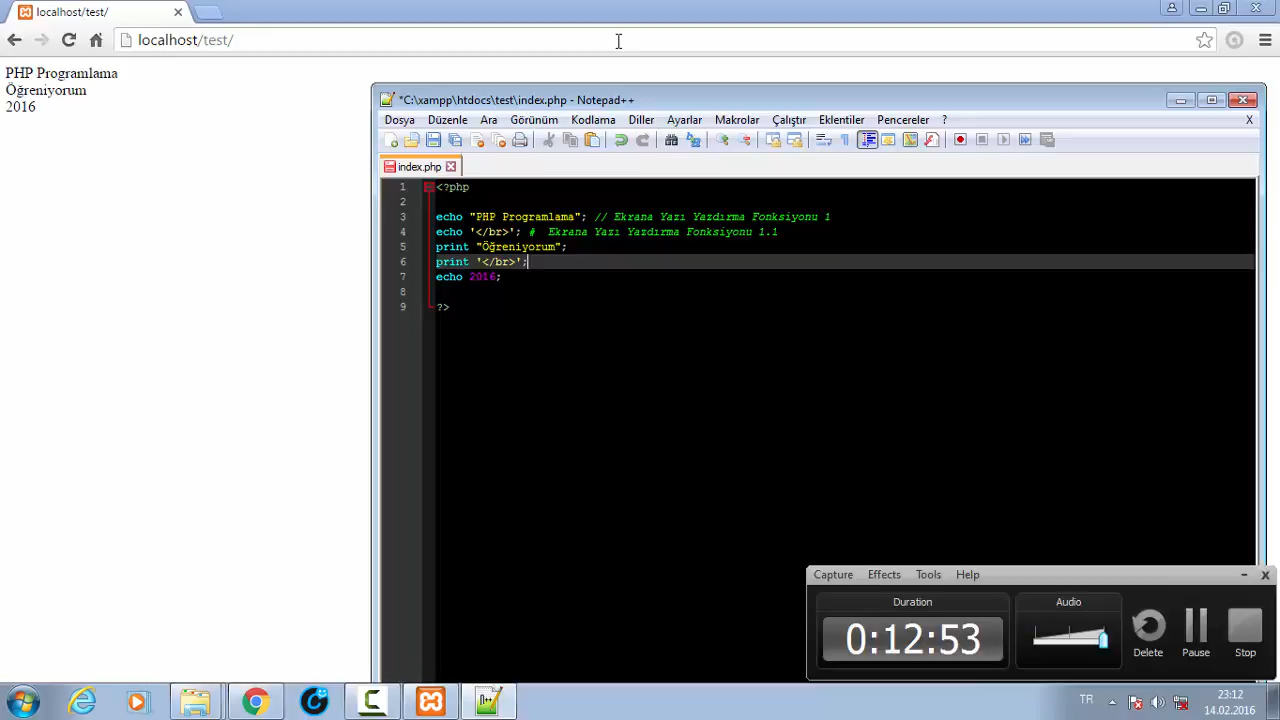 localhost/test/
localhost/test/
PHP Programlama
Öğreniyorum
2016
*C:\xampp\htdocs\test\index.php - Notepad++
Dosya Düzenle Ara Görünüm Kodlama Diller Ayarlar Makrolar Çalıştır Eklentiler Pencereler ? X
index.php
1 <?php
2
3 echo "PHP Programlama"; // Ekrana Yazı Yazdırma Fonksiyonu 1
4 echo '</br>'; # Ekrana Yazı Yazdırma Fonksiyonu 1.1
5 print "Öğreniyorum";
6 print '</br>';
7 echo 2016;
8
9 ?>
Capture Effects Tools Help
Duration Audio
0:12:53
Delete Pause Stop
TR 23:12
14.02.2016